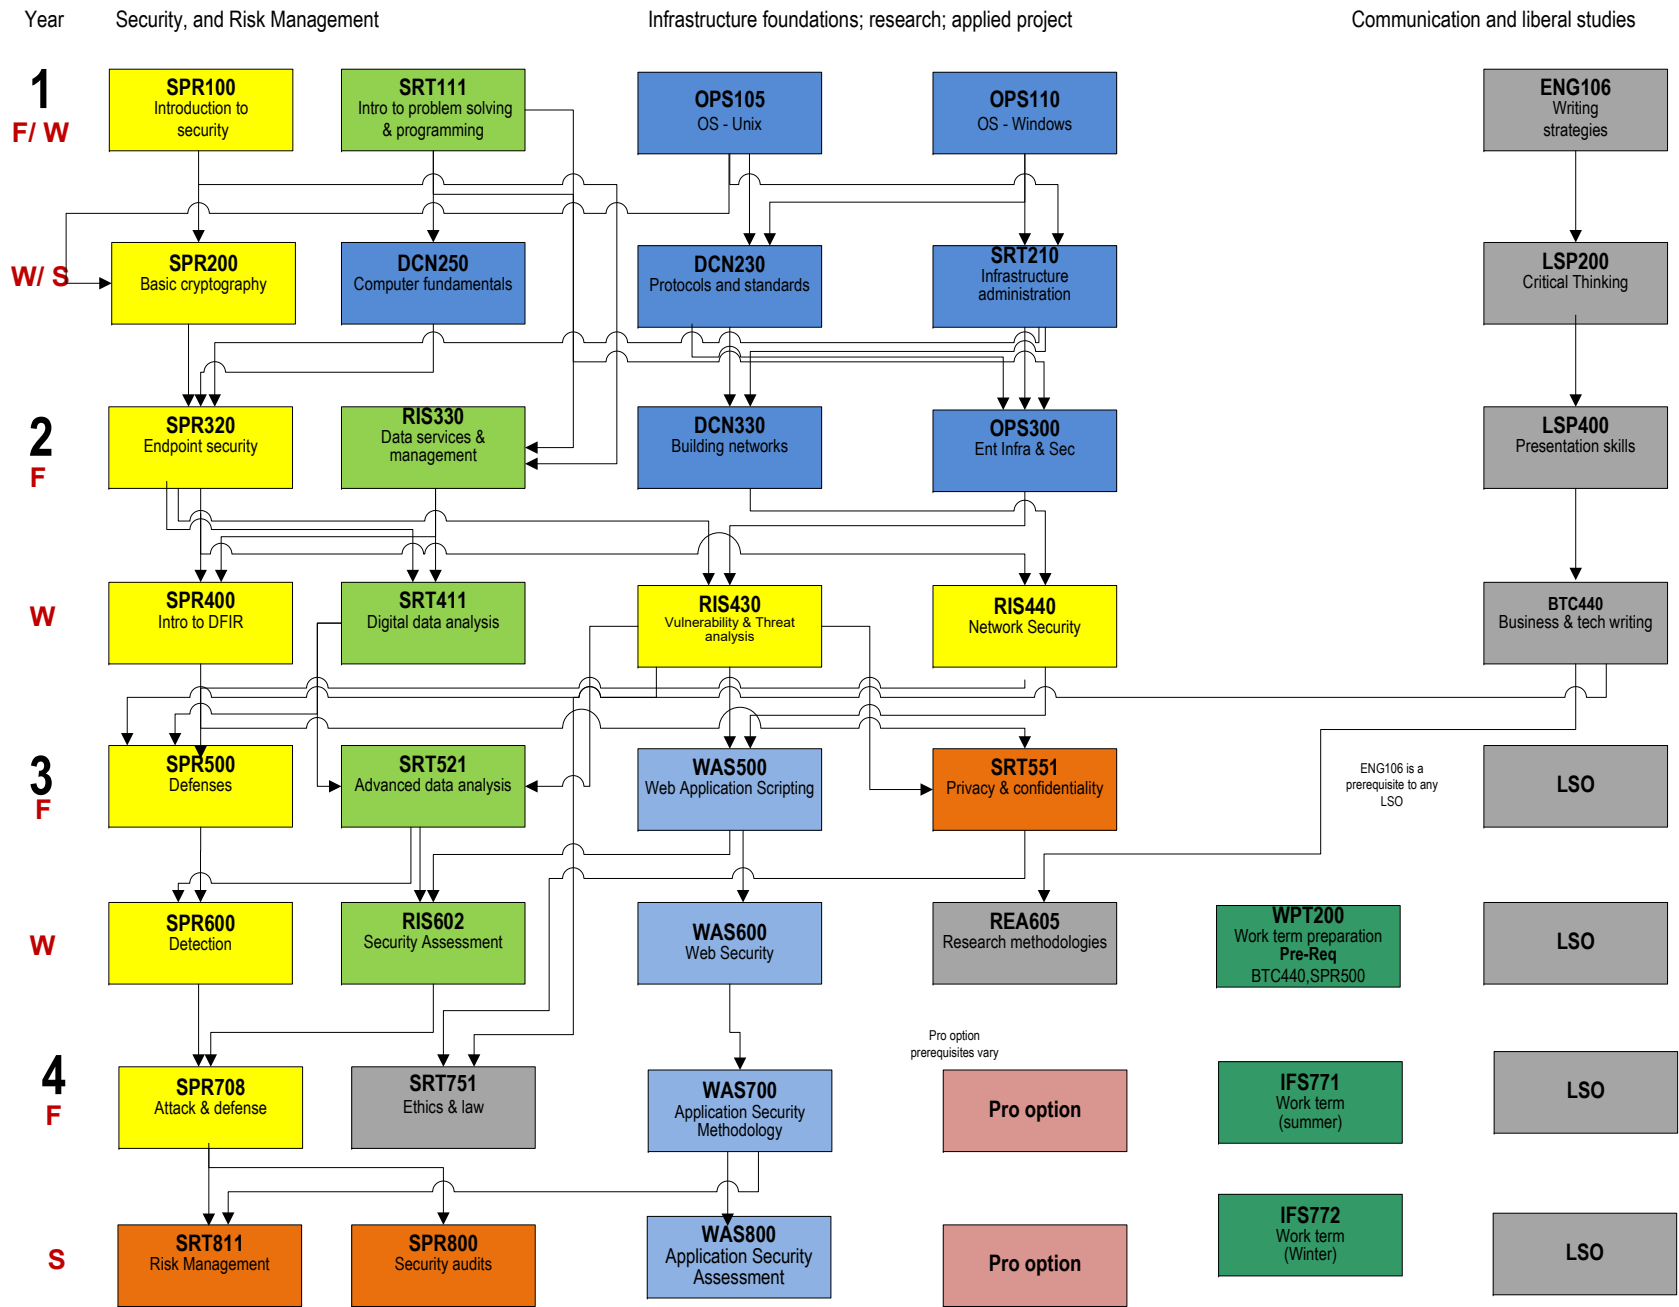 Year
Security, and Risk Management
Infrastructure foundations; research; applied project
Communication and liberal studies
1
F/ W
SPR100
Introduction to
security
SRT111
Intro to problem solving
& programming
OPS105
OS - Unix
OPS110
OS - Windows
ENG106
Writing
strategies
W/ S
SPR200
Basic cryptography
DCN250
Computer fundamentals
DCN230
Protocols and standards
SRT210
Infrastructure
administration
LSP200
Critical Thinking
2
F
SPR320
Endpoint security
RIS330
Data services &
management
DCN330
Building networks
OPS300
Ent Infra & Sec
LSP400
Presentation skills
W
SPR400
Intro to DFIR
SRT411
Digital data analysis
RIS430
Vulnerability & Threat
analysis
RIS440
Network Security
BTC440
Business & tech writing
3
F
SPR500
Defenses
SRT521
Advanced data analysis
WAS500
Web Application Scripting
SRT551
Privacy & confidentiality
ENG106 is a
prerequisite to any
LSO
LSO
W
SPR600
Detection
RIS602
Security Assessment
WAS600
Web Security
REA605
Research methodologies
WPT200
Work term preparation
Pre-Req
BTC440,SPR500
LSO
4
F
SPR708
Attack & defense
SRT751
Ethics & law
WAS700
Application Security
Methodology
Pro option
prerequisites vary
Pro option
IFS771
Work term
(summer)
LSO
S
SRT811
Risk Management
SPR800
Security audits
WAS800
Application Security
Assessment
Pro option
IFS772
Work term
(Winter)
LSO